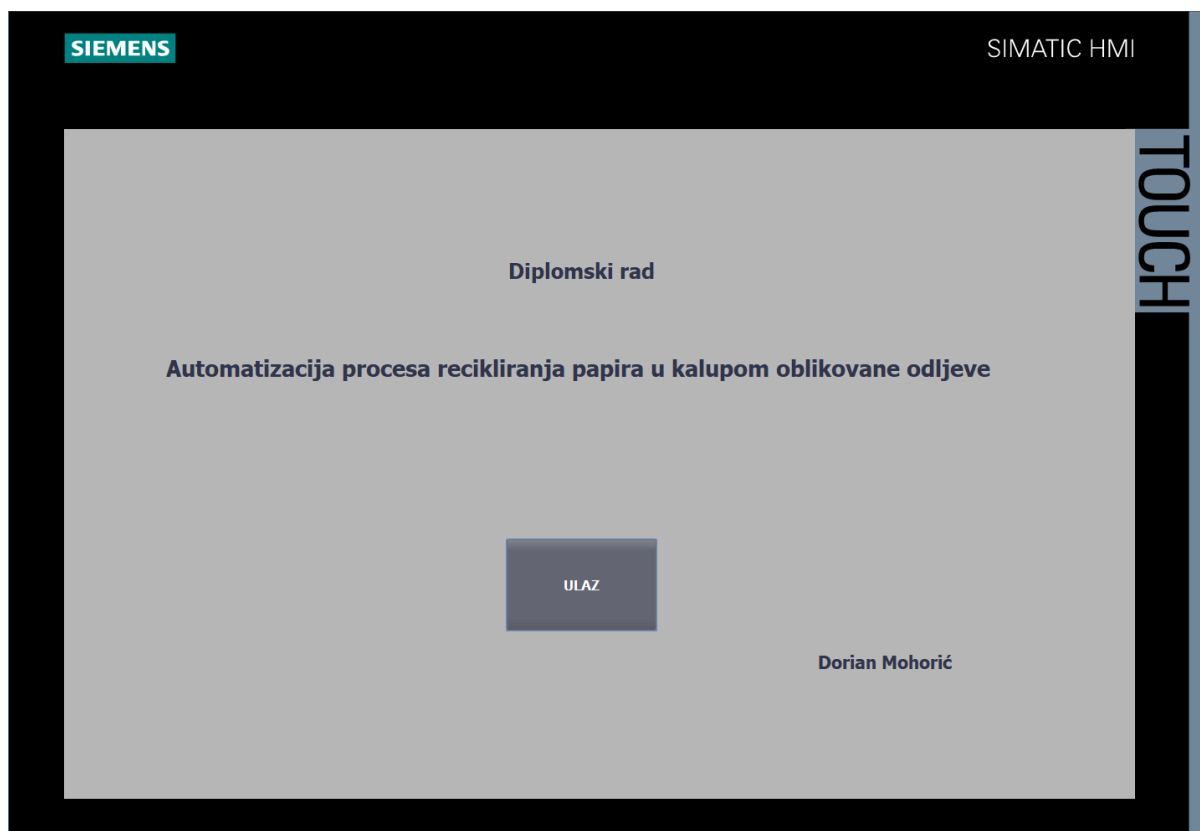 SIEMENS
SIMATIC HMI
TOUCH
Diplomski rad
Automatizacija procesa recikliranja papira u kalupom oblikovane odljeve
ULAZ
Dorian Mohorić